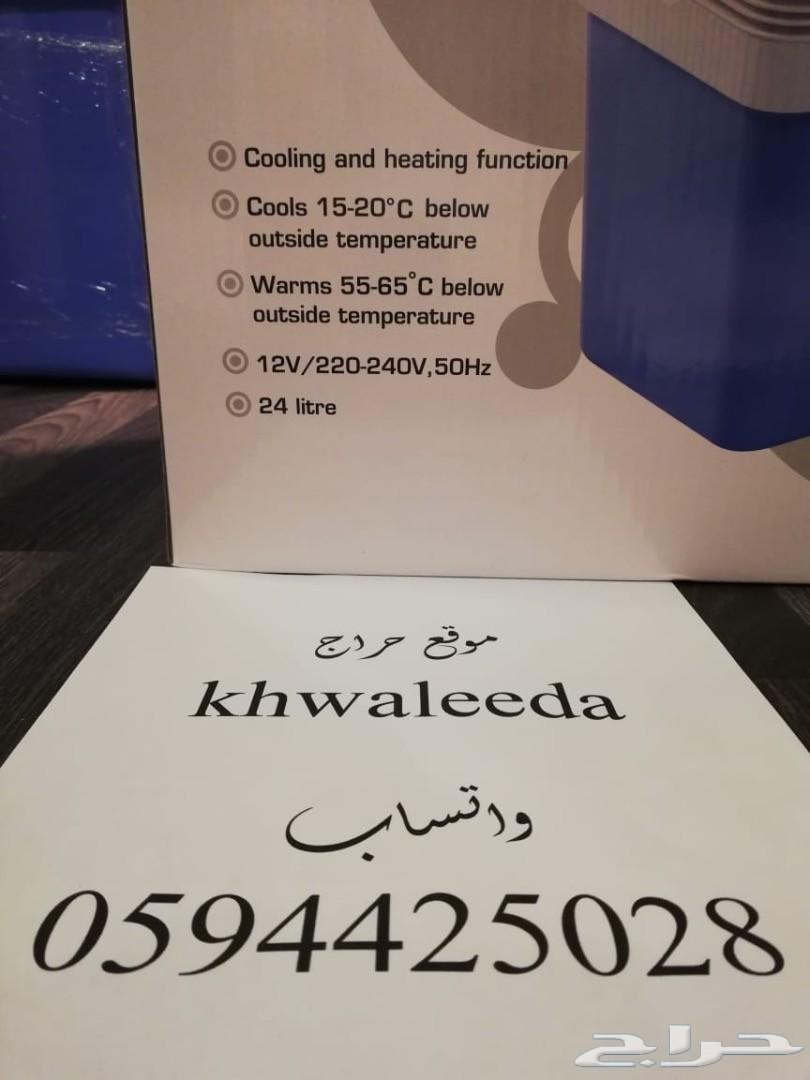 Cooling and heating function
Cools 15-20°C below
outside temperature
Warms 55-65°C below
outside temperature
12V/220-240V,50Hz
24 litre
موقع حراج
khwaleeda
واتساب
0594425028
حراج